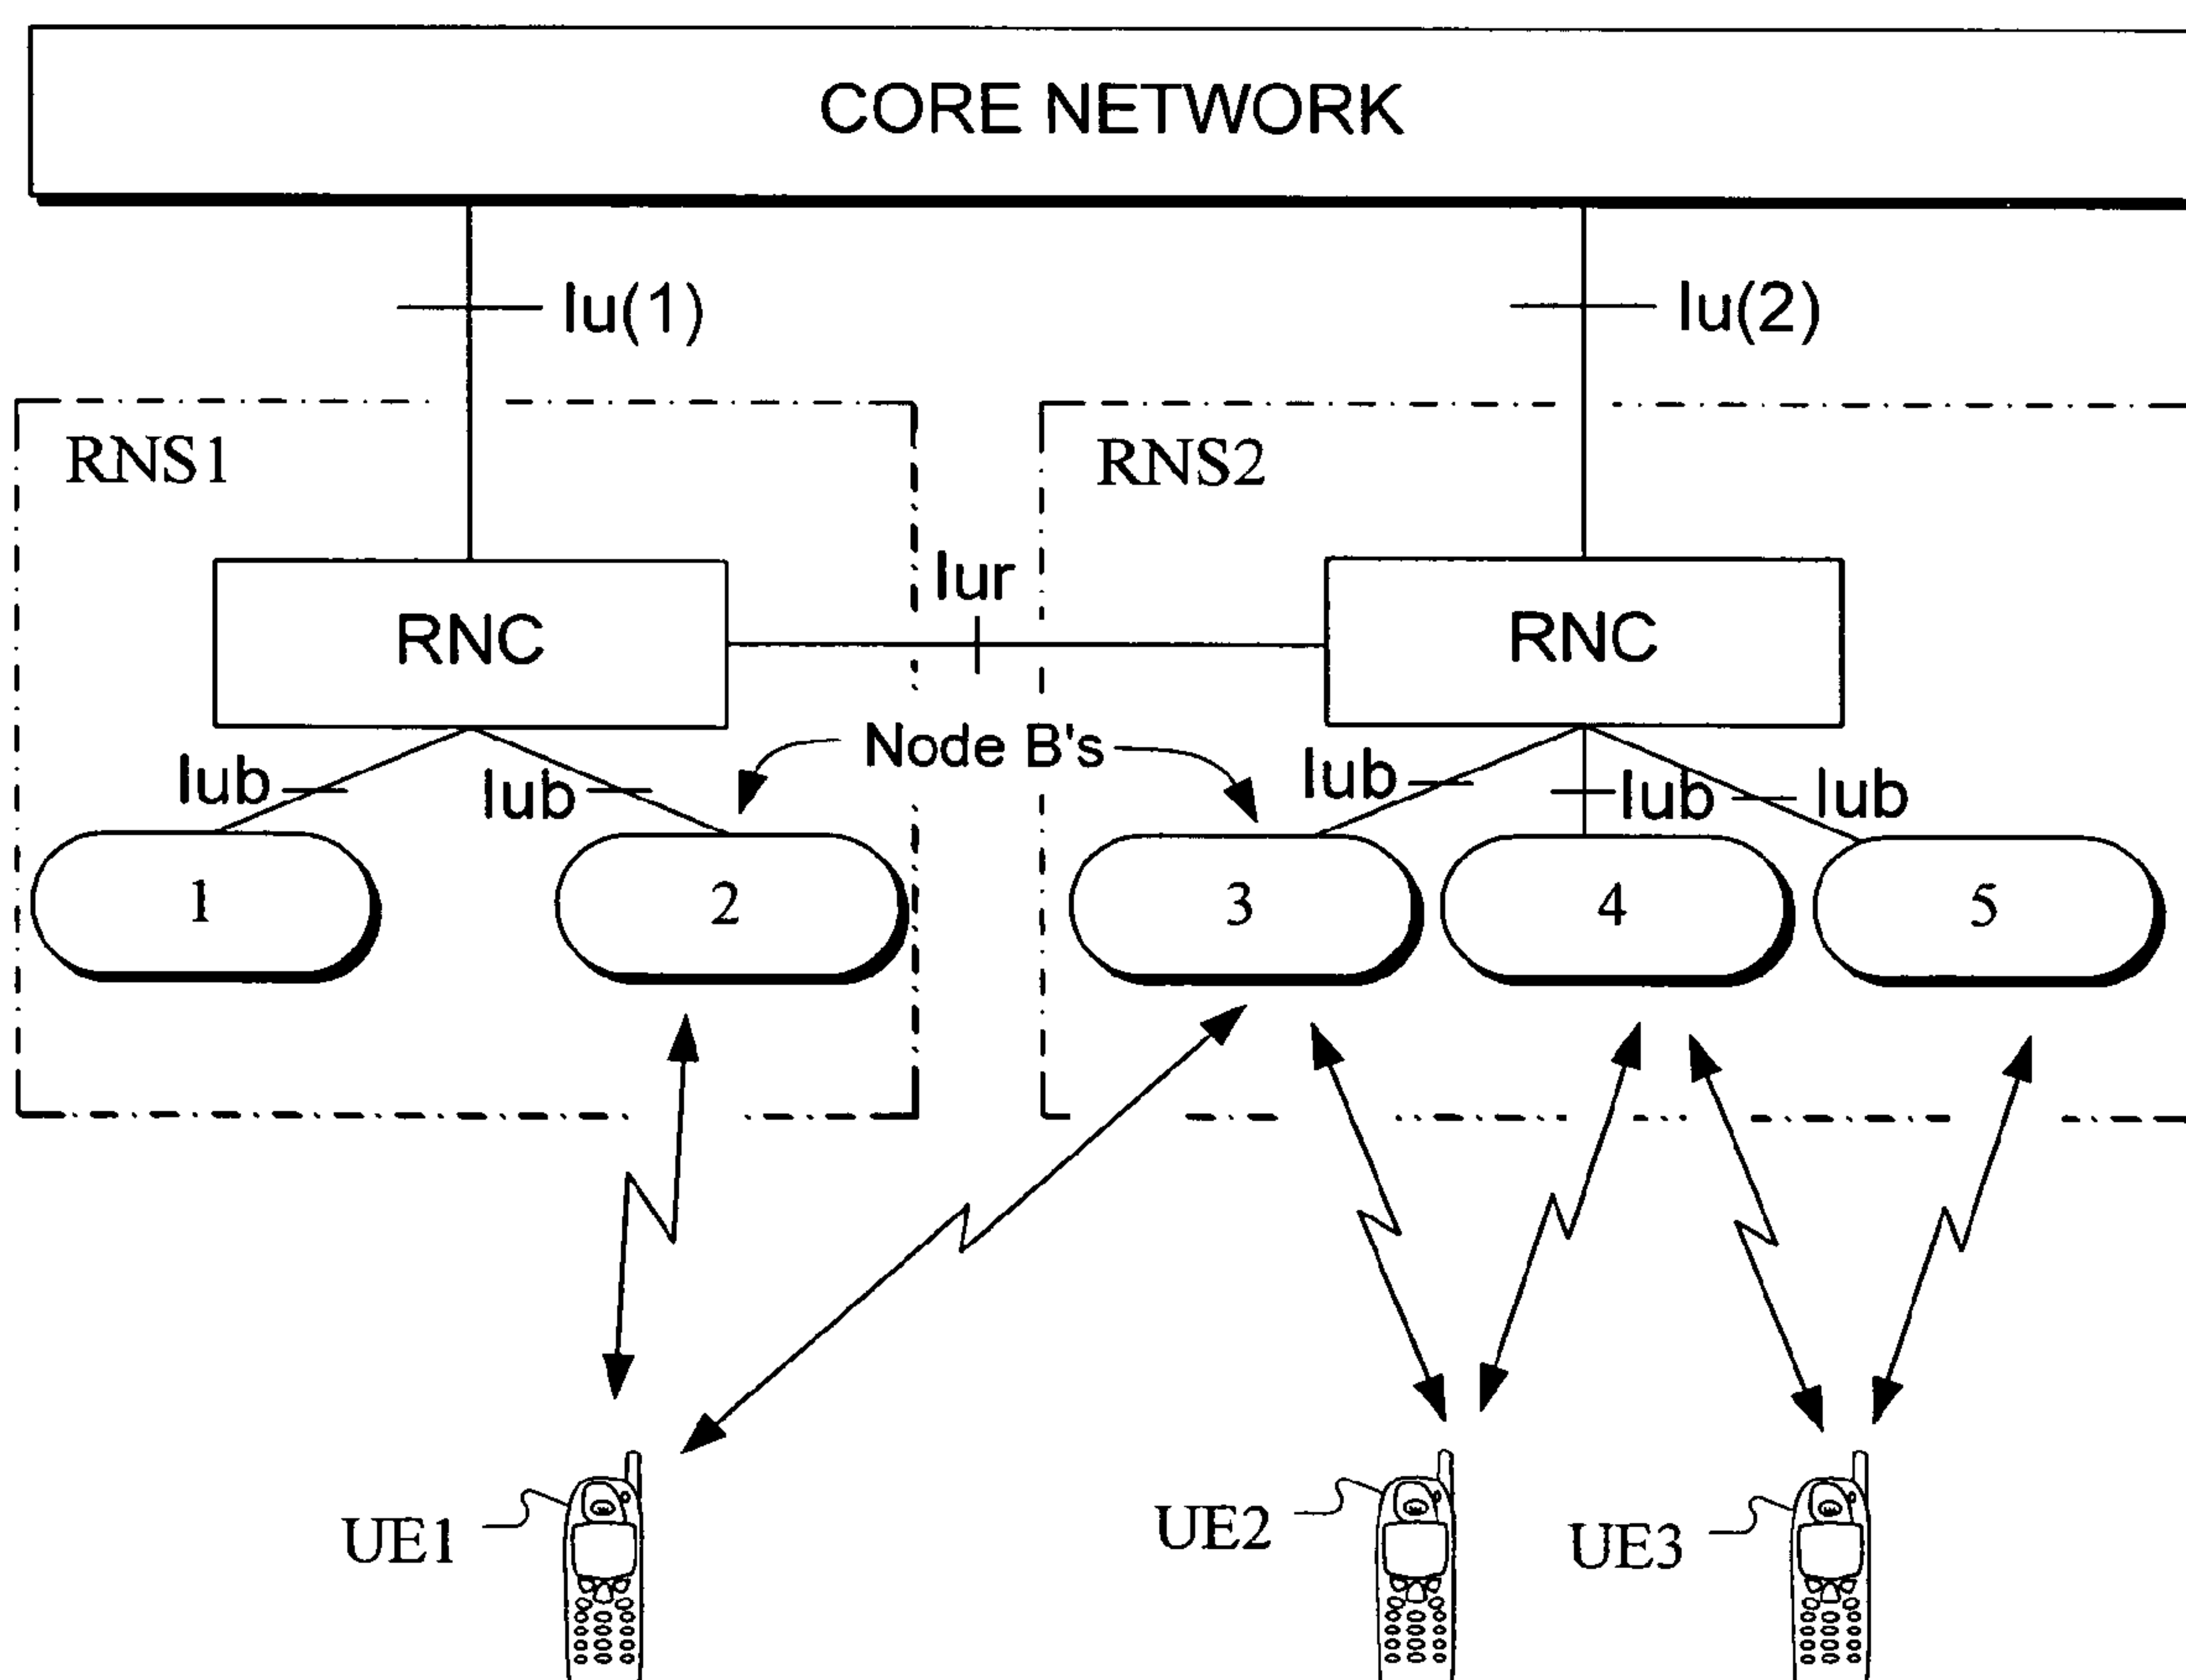 CORE NETWORK
Iu(1)
Iu(2)
RNS1
RNS2
Iur
RNC
RNC
Node B's
Iub
Iub
Iub
Iub
Iub
1
2
3
4
5
UE1
UE2
UE3